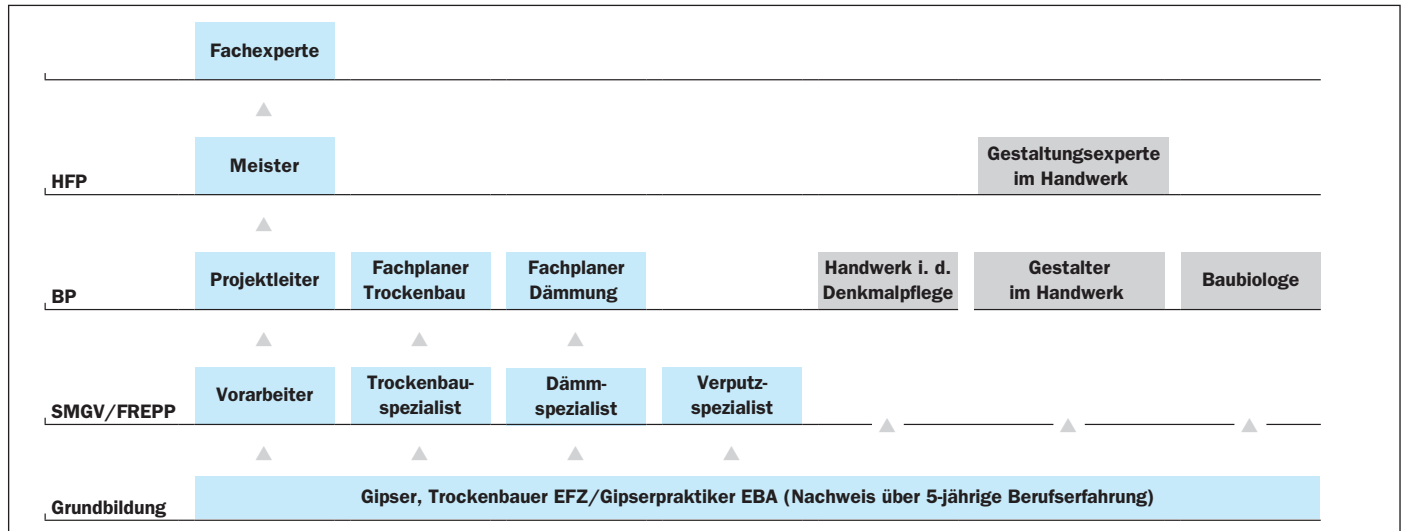 Fachexperte
HFP
Meister
Gestaltungsexperte
im Handwerk
BP
Projektleiter
Fachplaner
Trockenbau
Fachplaner
Dämmung
Handwerk i. d.
Denkmalpflege
Gestalter
im Handwerk
Baubiologe
SMGV/FREPP
Vorarbeiter
Trockenbau-
spezialist
Dämm-
spezialist
Verputz-
spezialist
Grundbildung
Gipser, Trockenbauer EFZ/Gipserpraktiker EBA (Nachweis über 5-jährige Berufserfahrung)